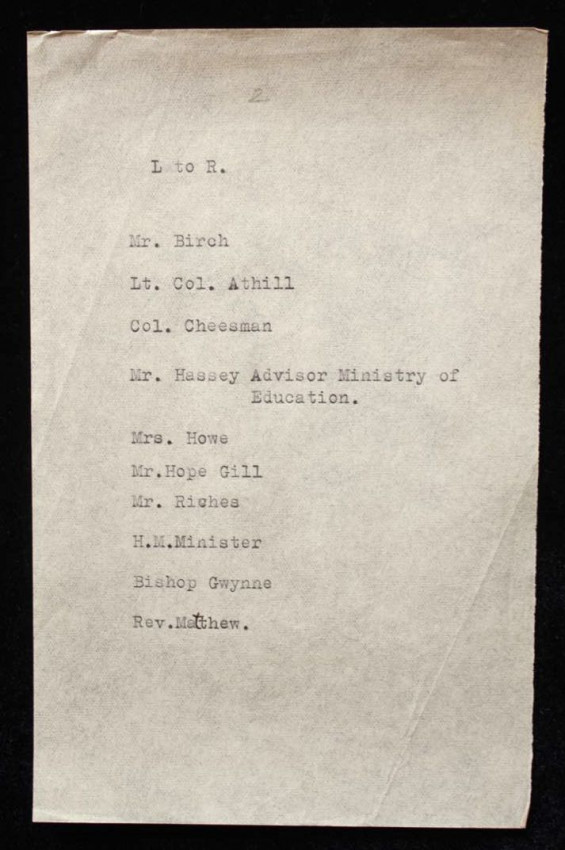 2
L to R.
Mr. Birch
Lt. Col. Athill
Col. Cheesman
Mr. Hassey Advisor Ministry of
Education.
Mrs. Howe
Mr.Hope Gill
Mr. Riches
H.M.Minister
Bishop Gwynne
Rev.Matthew.